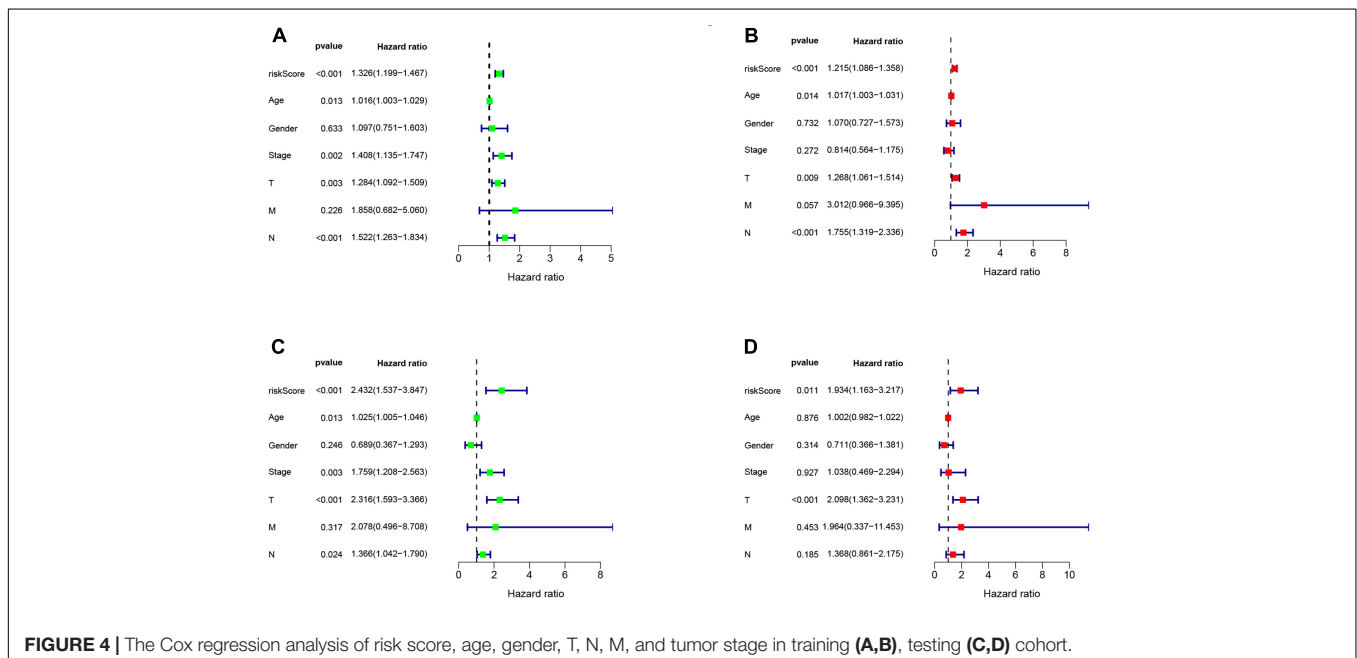 A
pvalue Hazard ratio
riskScore <0.001 1.326(1.199−1.467)
Age 0.013 1.016(1.003−1.029)
Gender 0.633 1.097(0.751−1.603)
Stage 0.002 1.408(1.135−1.747)
T 0.003 1.284(1.092−1.509)
M 0.226 1.858(0.682−5.060)
N <0.001 1.522(1.263−1.834)
0 1 2 3 4 5
Hazard ratio
B
pvalue Hazard ratio
riskScore <0.001 1.215(1.086−1.358)
Age 0.014 1.017(1.003−1.031)
Gender 0.732 1.070(0.727−1.573)
Stage 0.272 0.814(0.564−1.175)
T 0.009 1.268(1.061−1.514)
M 0.057 3.012(0.966−9.395)
N <0.001 1.755(1.319−2.336)
0 2 4 6 8
Hazard ratio
C
pvalue Hazard ratio
riskScore <0.001 2.432(1.537−3.847)
Age 0.013 1.025(1.005−1.046)
Gender 0.246 0.689(0.367−1.293)
Stage 0.003 1.759(1.208−2.563)
T <0.001 2.316(1.593−3.366)
M 0.317 2.078(0.496−8.708)
N 0.024 1.366(1.042−1.790)
0 2 4 6 8
Hazard ratio
D
pvalue Hazard ratio
riskScore 0.011 1.934(1.163−3.217)
Age 0.876 1.002(0.982−1.022)
Gender 0.314 0.711(0.366−1.381)
Stage 0.927 1.038(0.469−2.294)
T <0.001 2.098(1.362−3.231)
M 0.453 1.964(0.337−11.453)
N 0.185 1.368(0.861−2.175)
0 2 4 6 8 10
Hazard ratio
FIGURE 4 | The Cox regression analysis of risk score, age, gender, T, N, M, and tumor stage in training (A,B), testing (C,D) cohort.